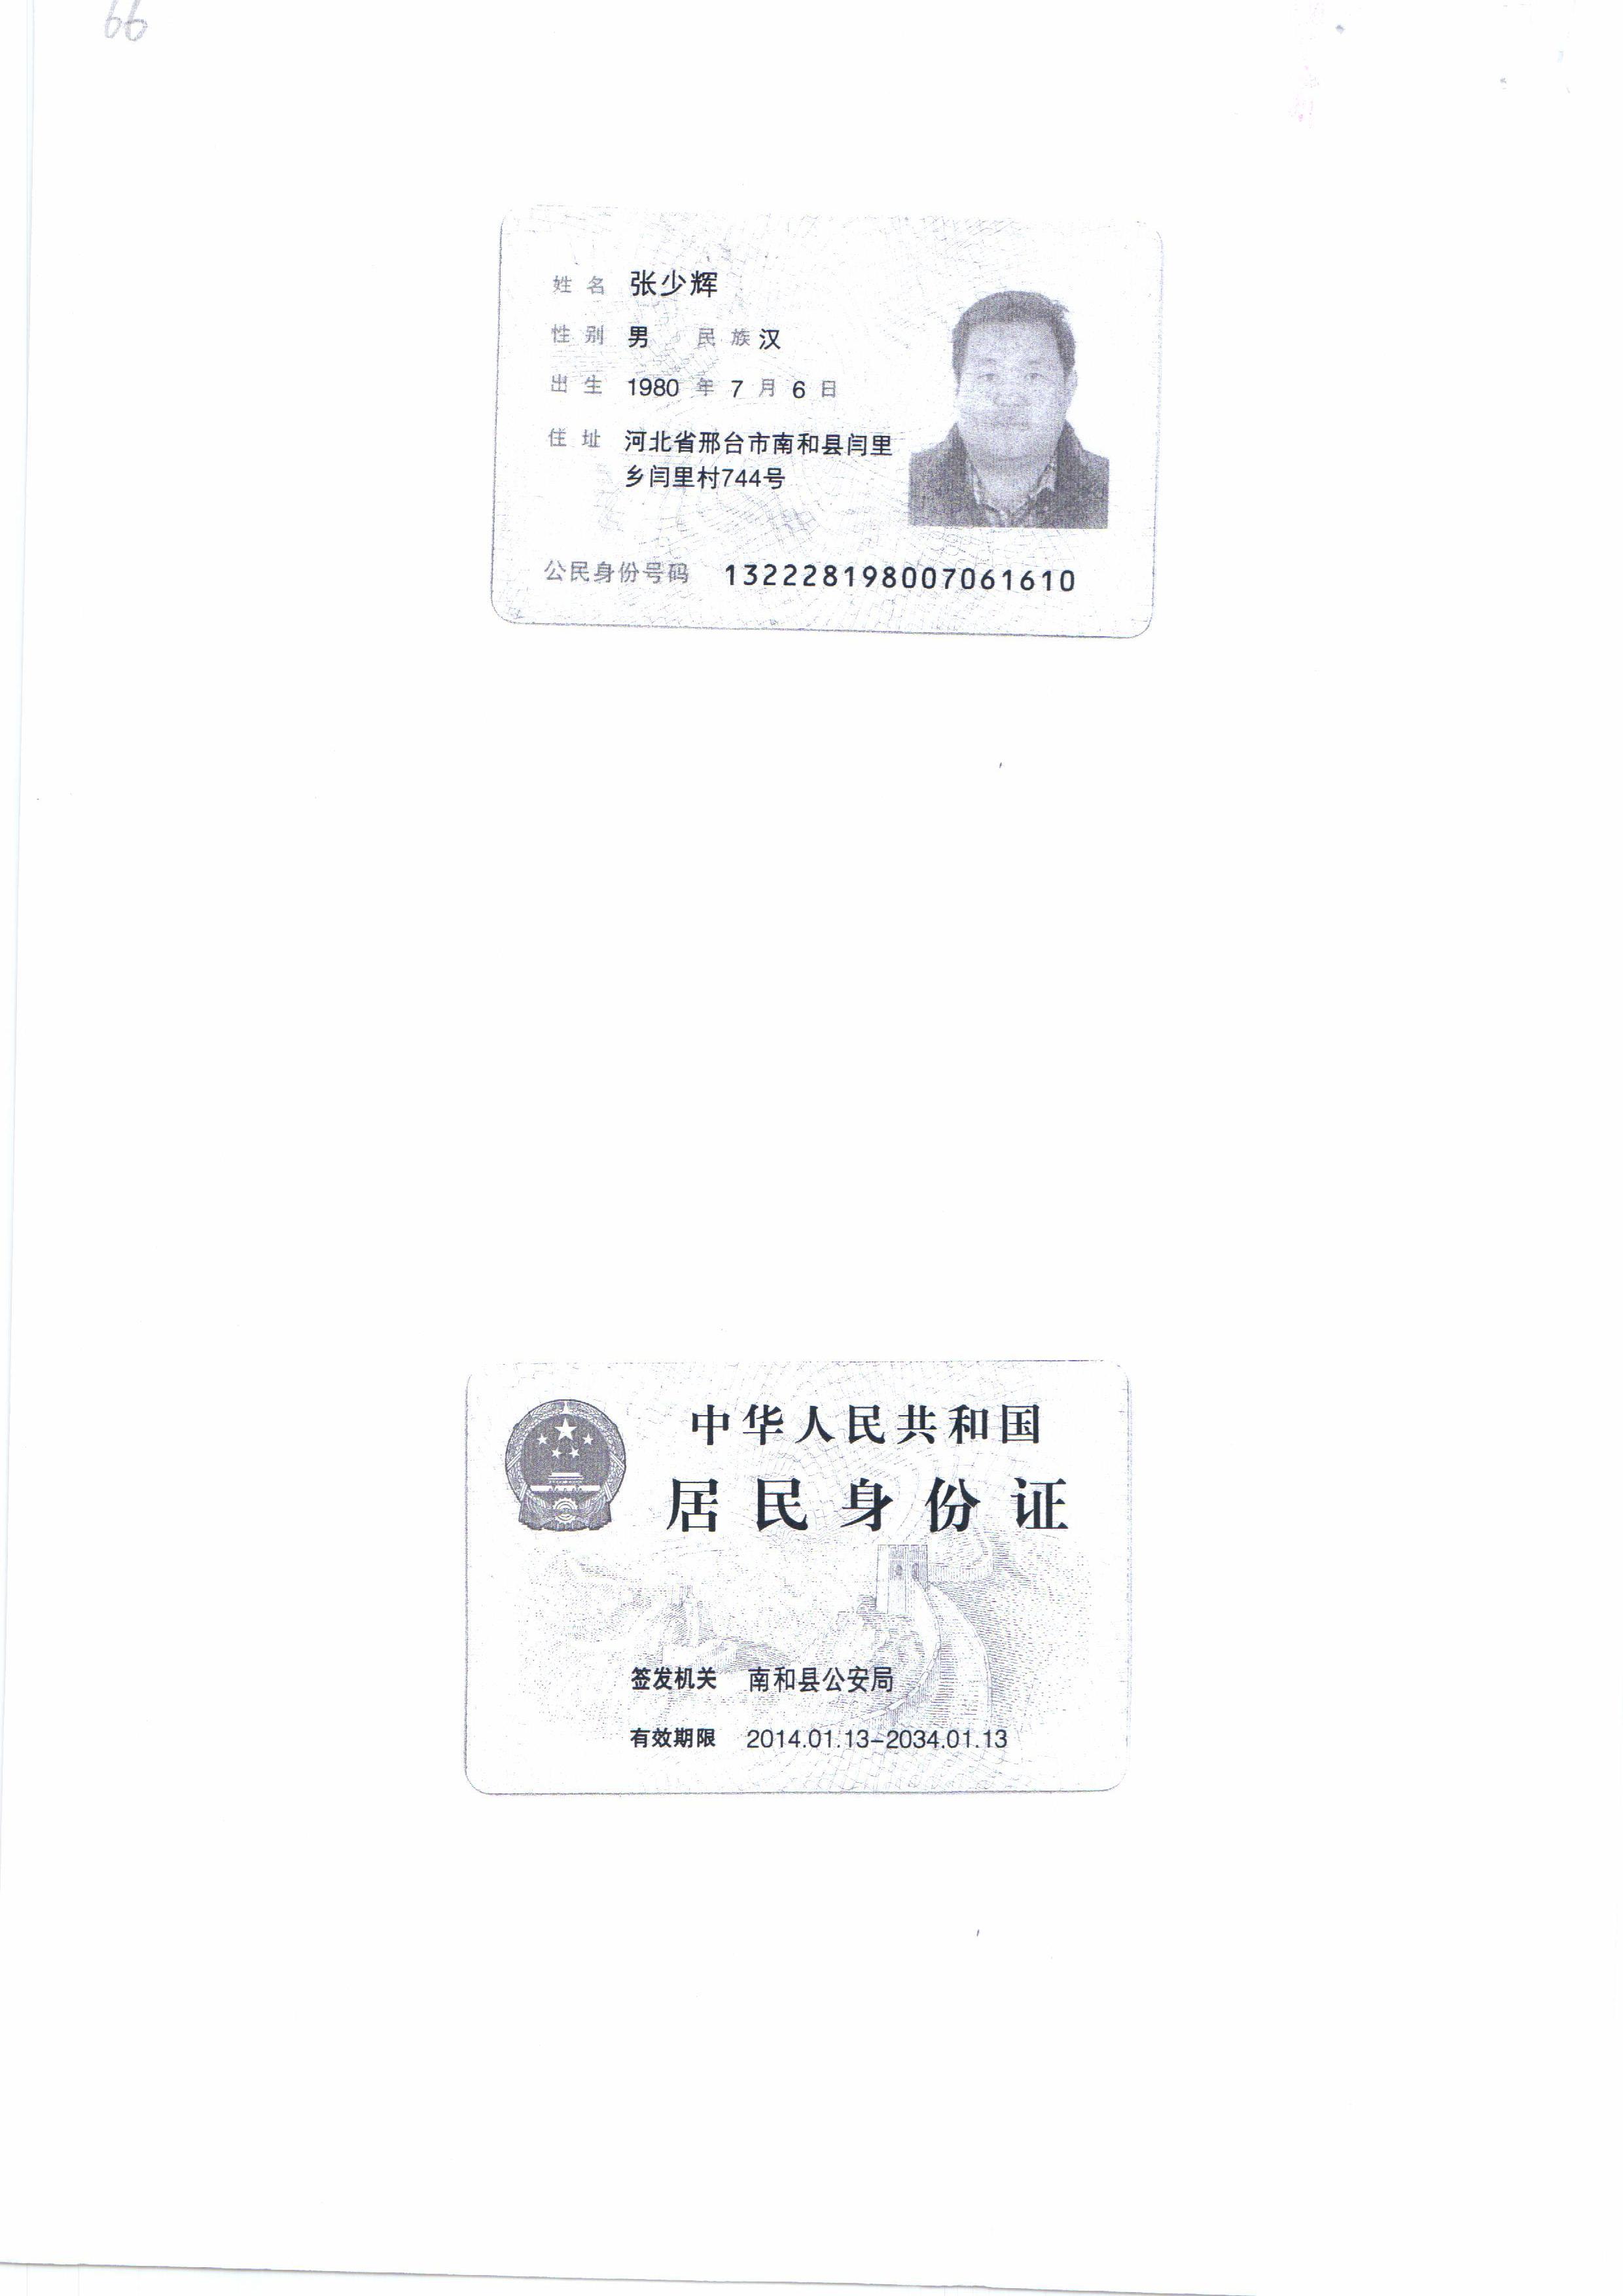 66
姓名 张少辉
性别 男 民族 汉
出生 1980 年 7 月 6 日
住址 河北省邢台市南和县闫里
乡闫里村744号
公民身份号码 132228198007061610
中华人民共和国
居民身份证
签发机关 南和县公安局
有效期限 2014.01.13-2034.01.13